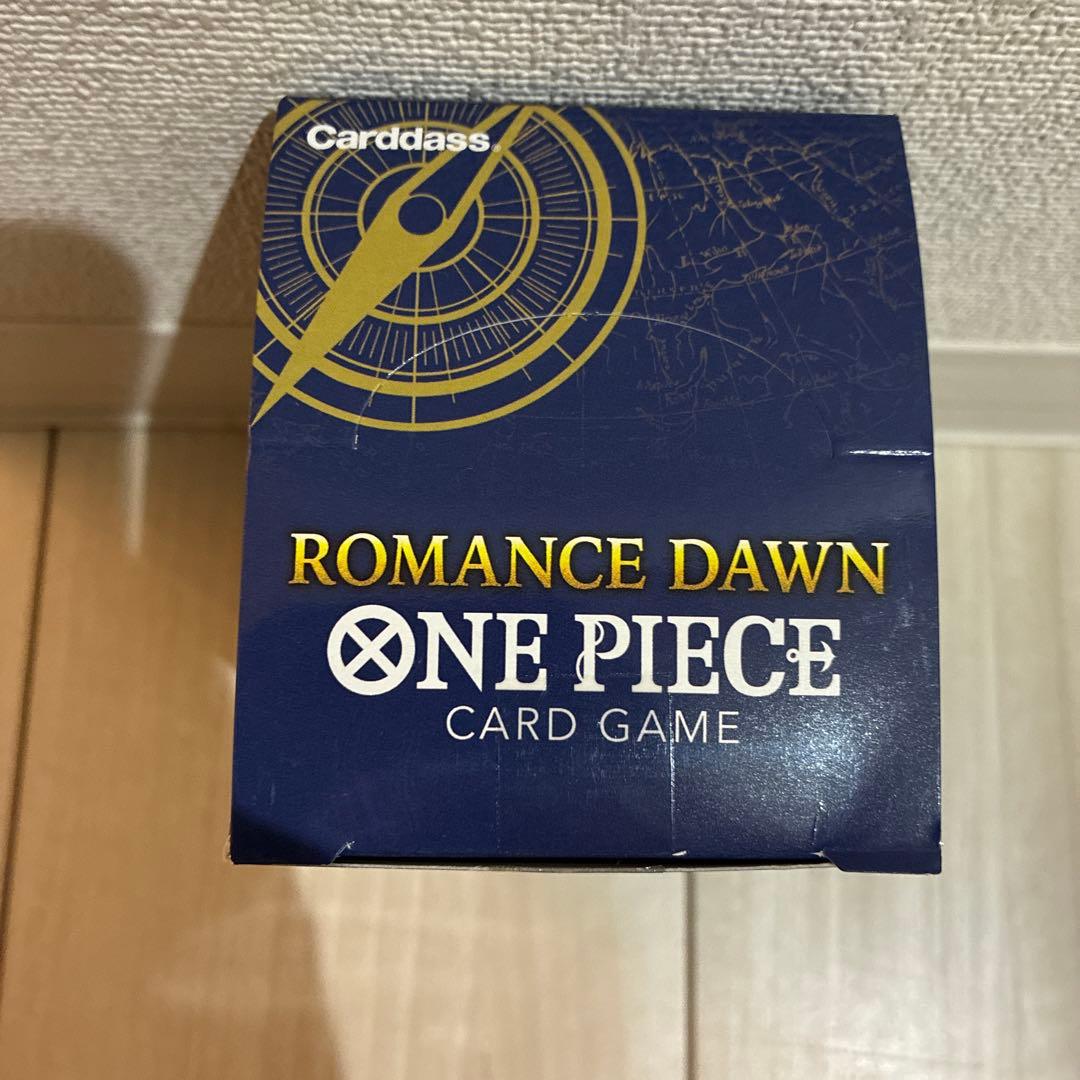 Carddass®
ROMANCE DAWN
ONE PIECE
CARD GAME